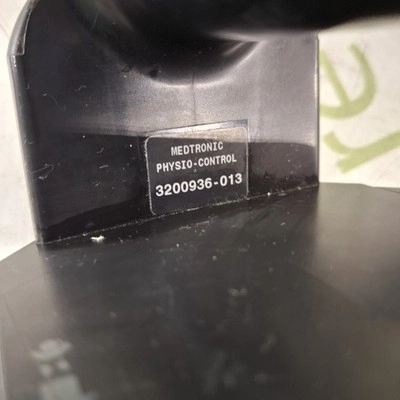 MEDTRONIC
PHYSIO-CONTROL
3200936-013